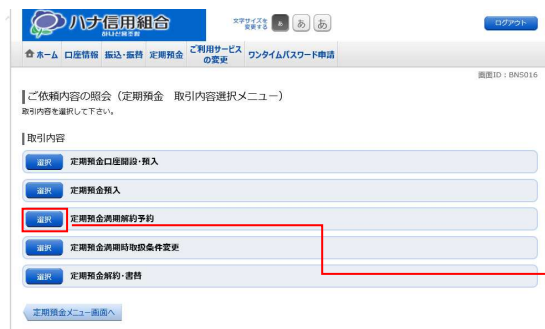 ハナ信用組合
하나신용조합
文字サイズを
変更する
あ あ あ
ログアウト
ホーム 口座情報 振込・振替 定期預金 ご利用サービス
の変更 ワンタイムパスワード申請
画面ID：BNS016
ご依頼内容の照会（定期預金　取引内容選択メニュー）
取引内容を選択して下さい。
取引内容
選択 定期預金口座開設・預入
選択 定期預金預入
選択 定期預金満期解約予約
選択 定期預金満期時取扱条件変更
選択 定期預金解約・書替
定期預金メニュー画面へ